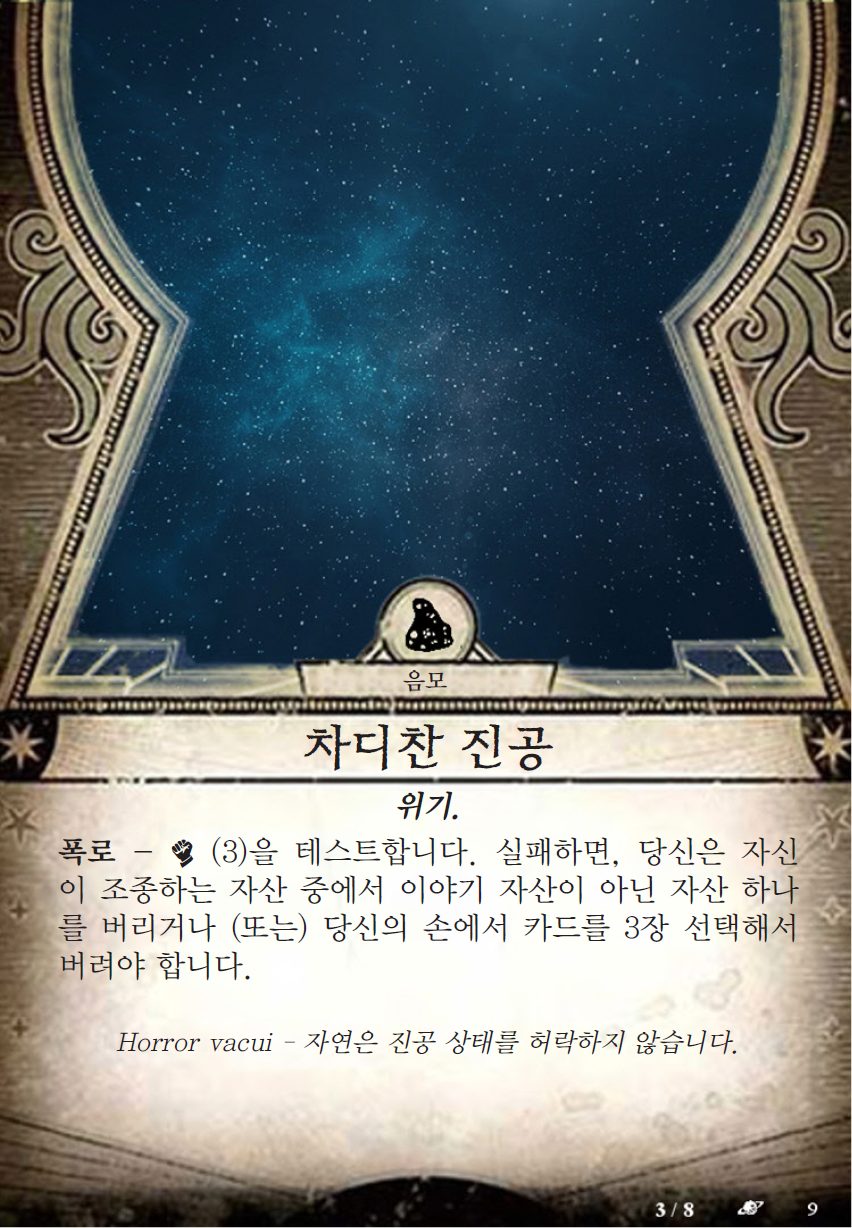 음모
차디찬 진공
위기.
폭로 – (3)을 테스트합니다. 실패하면, 당신은 자신
이 조종하는 자산 중에서 이야기 자산이 아닌 자산 하나
를 버리거나 (또는) 당신의 손에서 카드를 3장 선택해서
버려야 합니다.
Horror vacui - 자연은 진공 상태를 허락하지 않습니다.
3 / 8 9